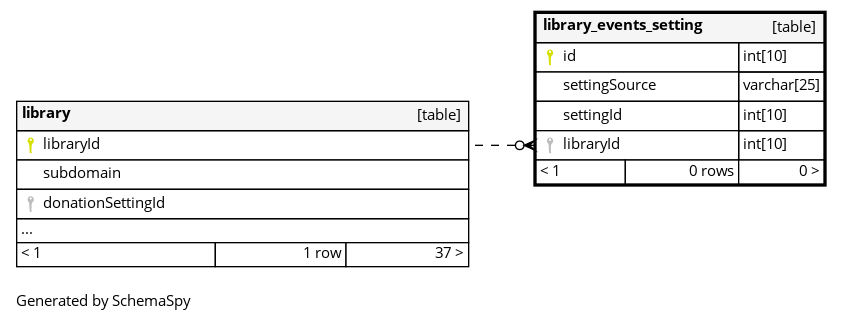 library_events_setting [table]
id int[10]
settingSource varchar[25]
settingId int[10]
libraryId int[10]
< 1 0 rows 0 >
library [table]
libraryId
subdomain
donationSettingId
...
< 1 1 row 37 >
Generated by SchemaSpy